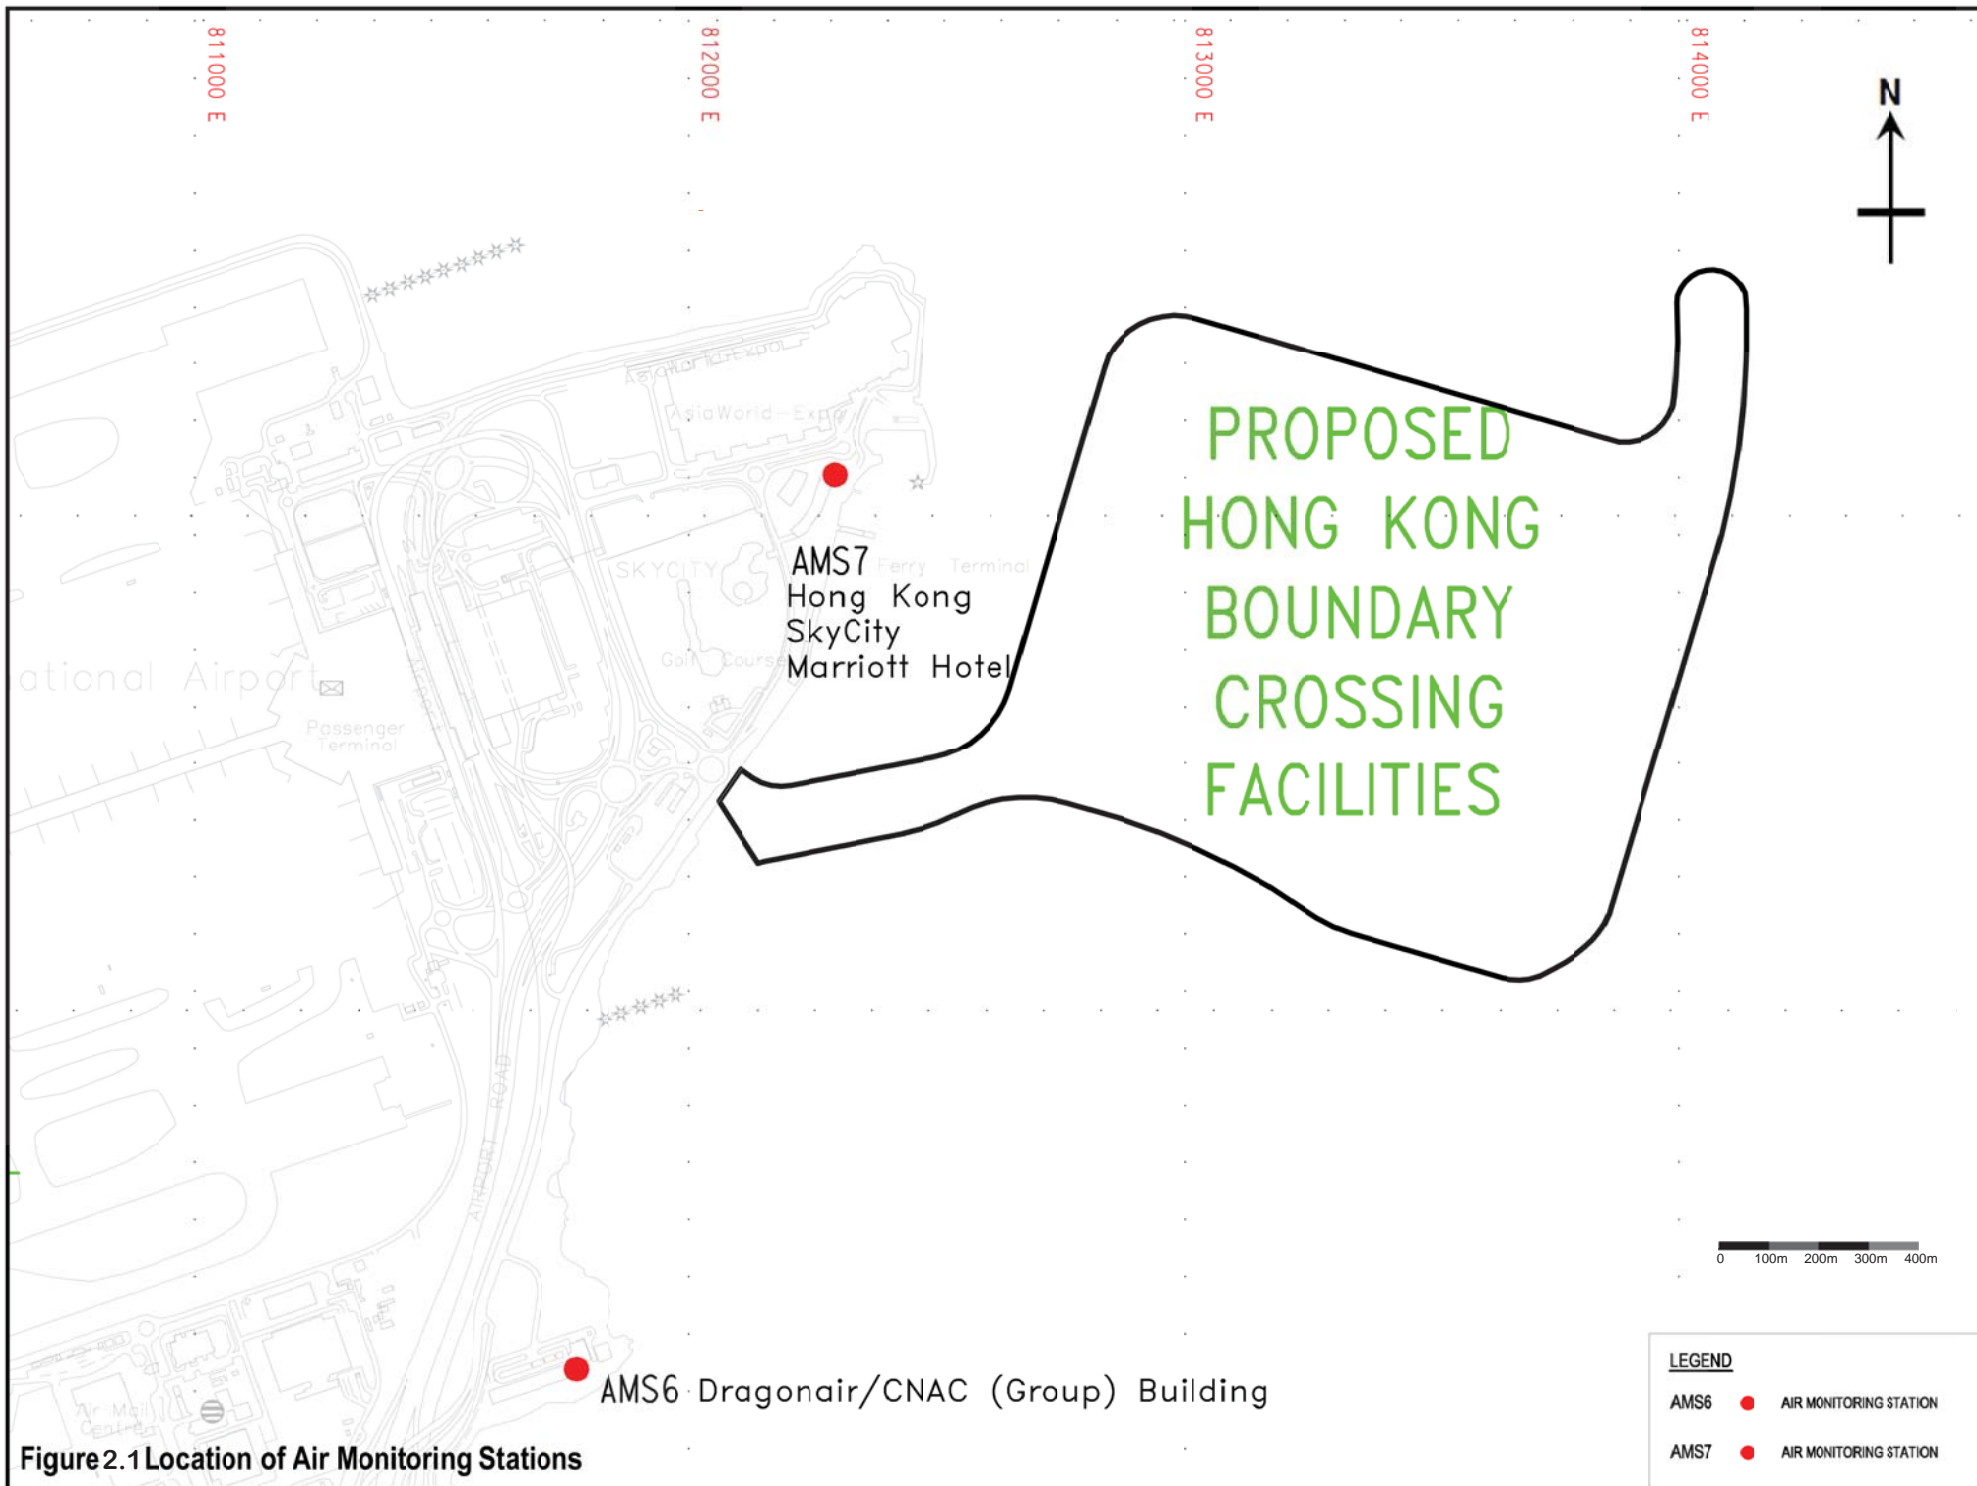 811000 E
812000 E
813000 E
814000 E
N
AsiaWorld-Expo
AsiaWorld-Expo
PROPOSED
HONG KONG
BOUNDARY
CROSSING
FACILITIES
SKYCITY
AMS7
Ferry Terminal
Hong Kong
SkyCity
Marriott Hotel
Golf Course
ational Airport
Passenger
Terminal
AIRPORT ROAD
0 100m 200m 300m 400m
AMS6 Dragonair/CNAC (Group) Building
Air Mail
Centre
LEGEND
AMS6 AIR MONITORING STATION
AMS7 AIR MONITORING STATION
Figure 2.1 Location of Air Monitoring Stations